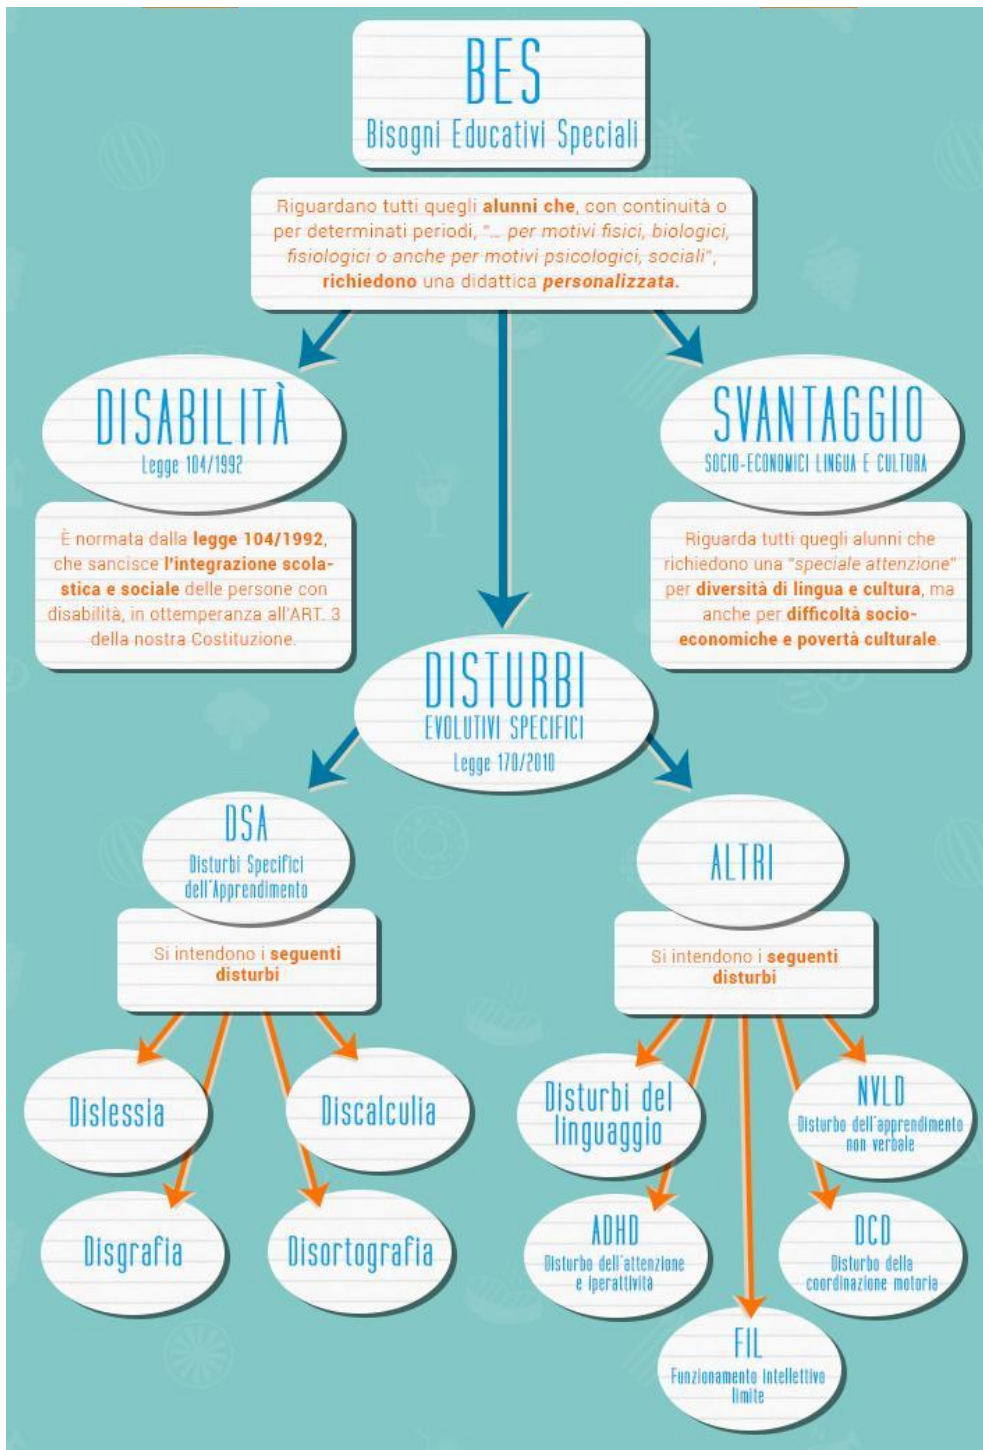 BES
Bisogni Educativi Speciali
Riguardano tutti quegli alunni che, con continuità o
per determinati periodi, "... per motivi fisici, biologici,
fisiologici o anche per motivi psicologici, sociali",
richiedono una didattica personalizzata.
DISABILITÀ
Legge 104/1992
È normata dalla legge 104/1992,
che sancisce l'integrazione scola-
stica e sociale delle persone con
disabilità, in ottemperanza all'ART. 3
della nostra Costituzione.
SVANTAGGIO
SOCIO-ECONOMICI LINGUA E CULTURA
Riguarda tutti quegli alunni che
richiedono una "speciale attenzione"
per diversità di lingua e cultura, ma
anche per difficoltà socio-
economiche e povertà culturale.
DISTURBI
EVOLUTIVI SPECIFICI
Legge 170/2010
DSA
Disturbi Specifici
dell'Apprendimento
Si intendono i seguenti
disturbi
Dislessia
Discalculia
Disgrafia
Disortografia
ALTRI
Si intendono i seguenti
disturbi
Disturbi del
linguaggio
NVLD
Disturbo dell'apprendimento
non verbale
ADHD
Disturbo dell'attenzione
e iperattività
DCD
Disturbo della
coordinazione motoria
FIL
Funzionamento intellettivo
limite